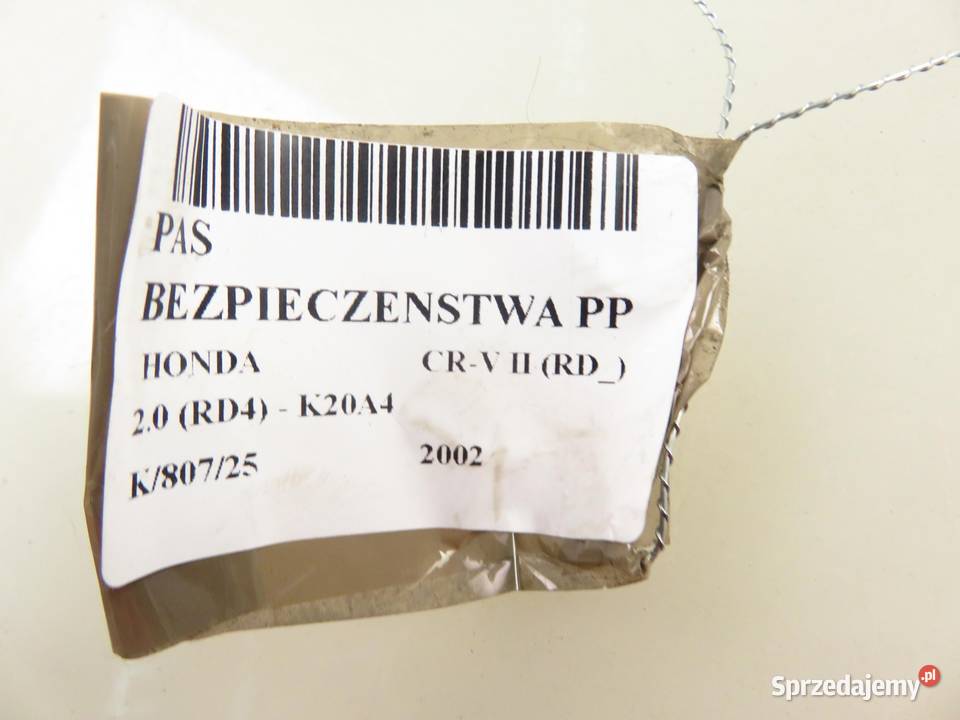 PAS
BEZPIECZENSTWA PP
HONDA CR-V II (RD_)
2.0 (RD4) - K20A4
K/807/25 2002
Sprzedajemy.pl